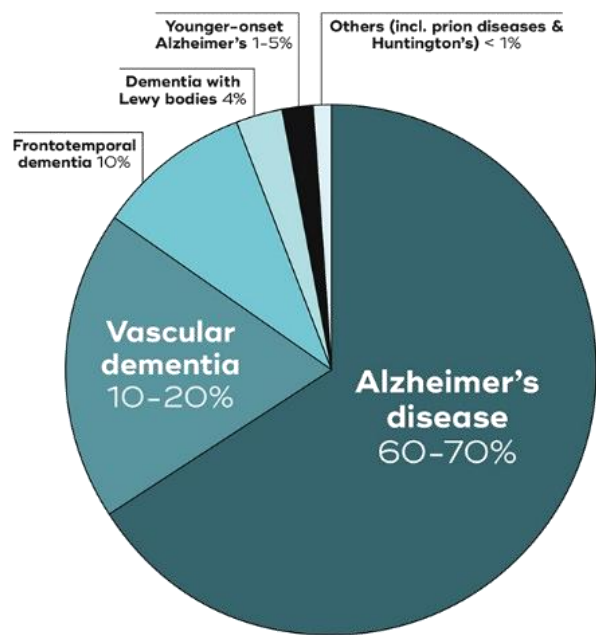 Younger-onset
Alzheimer's 1-5%
Others (incl. prion diseases &
Huntington's) < 1%
Dementia with
Lewy bodies 4%
Frontotemporal
dementia 10%
Vascular
dementia
10-20%
Alzheimer's
disease
60-70%